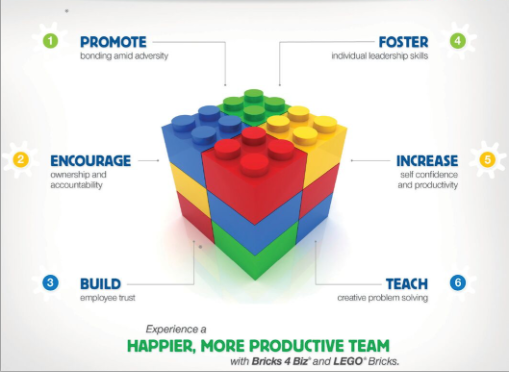 1
PROMOTE
bonding amid adversity
2
ENCOURAGE
ownership and
accountability
3
BUILD
employee trust
FOSTER
4
individual leadership skills
INCREASE
5
self confidence
and productivity
TEACH
6
creative problem solving
Experience a
HAPPIER, MORE PRODUCTIVE TEAM
with Bricks 4 Biz® and LEGO® Bricks.